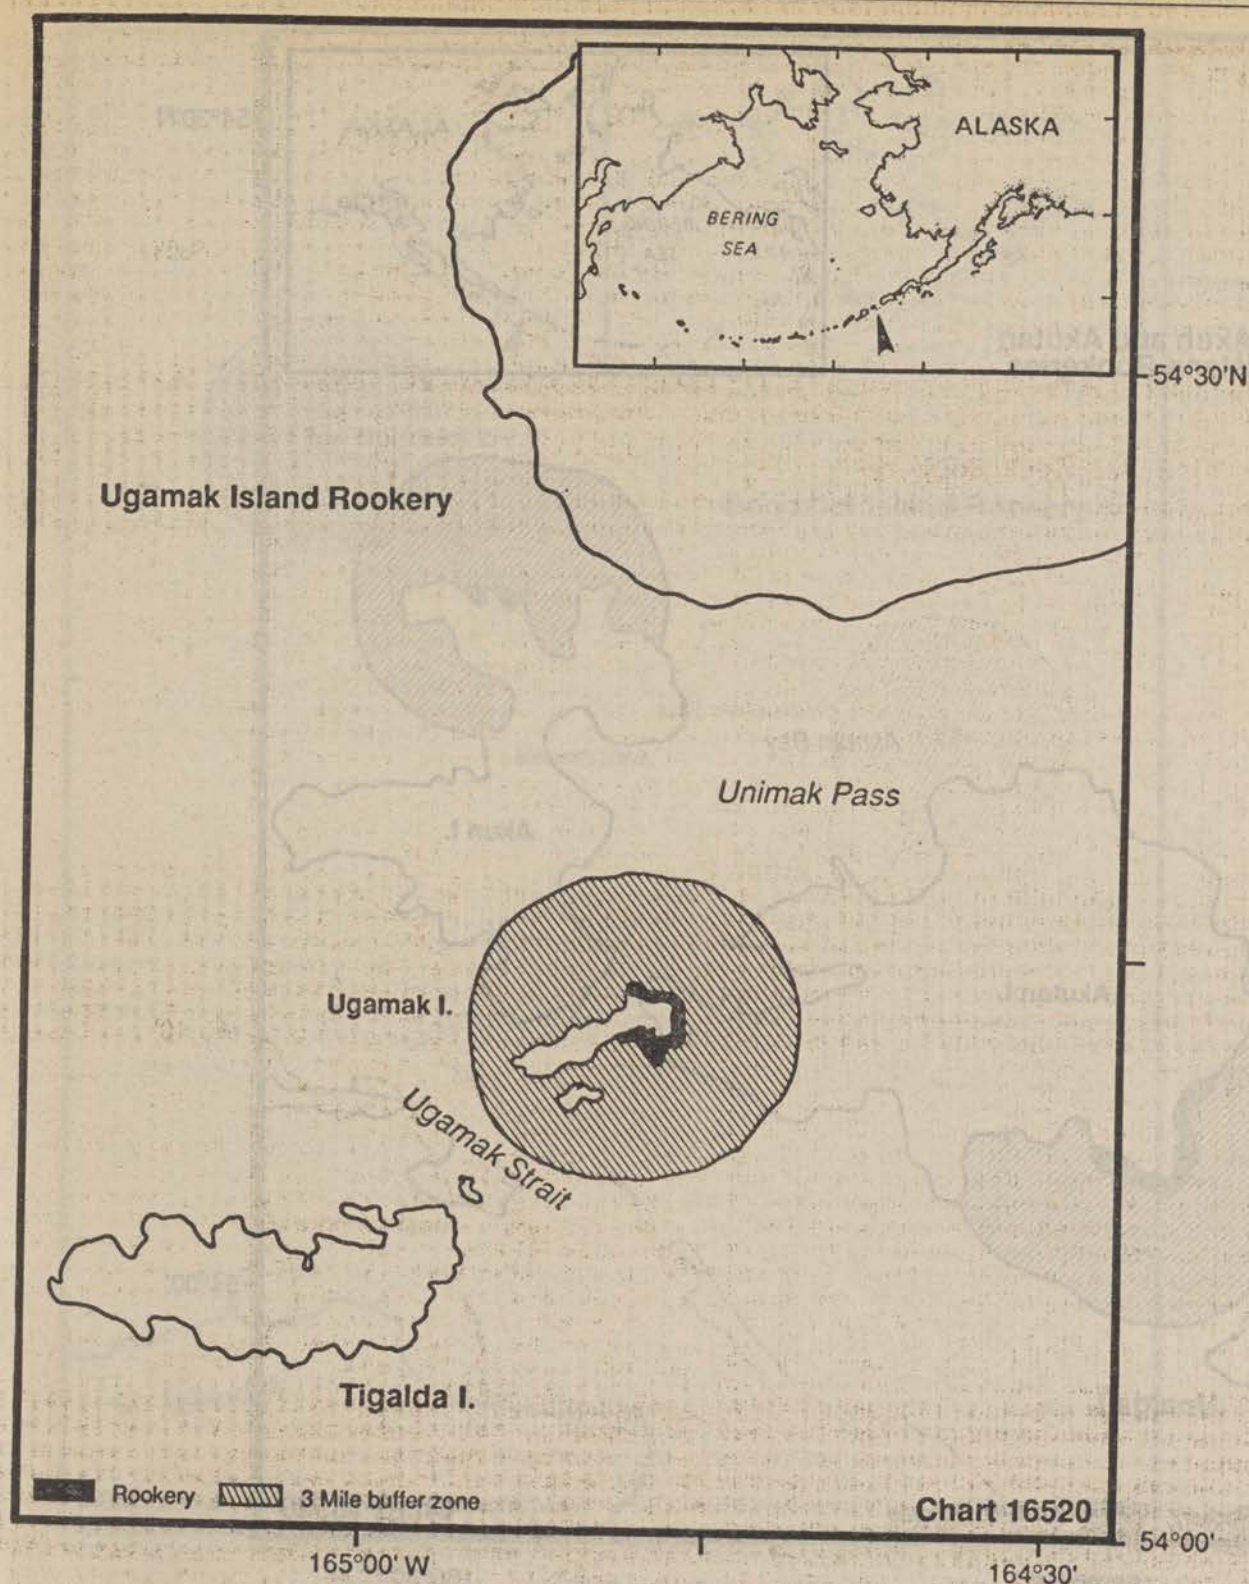 ALASKA
BERING
SEA
54°30'N
Ugamak Island Rookery
Unimak Pass
Ugamak I.
Ugamak Strait
Tigalda I.
Rookery
3 Mile buffer zone
Chart 16520
54°00'
165°00' W
164°30'